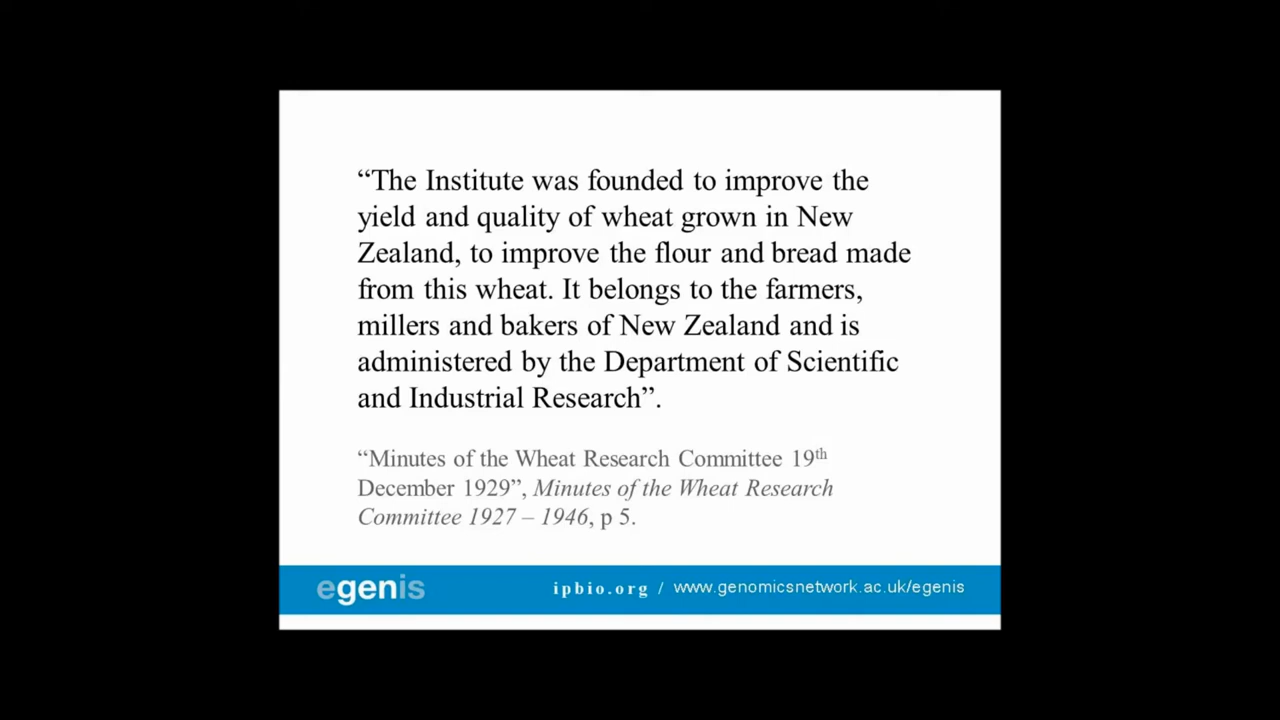 “The Institute was founded to improve the
yield and quality of wheat grown in New
Zealand, to improve the flour and bread made
from this wheat. It belongs to the farmers,
millers and bakers of New Zealand and is
administered by the Department of Scientific
and Industrial Research”.
“Minutes of the Wheat Research Committee 19th
December 1929”, Minutes of the Wheat Research
Committee 1927 – 1946, p 5.
egenis
ipbio.org / www.genomicsnetwork.ac.uk/egenis